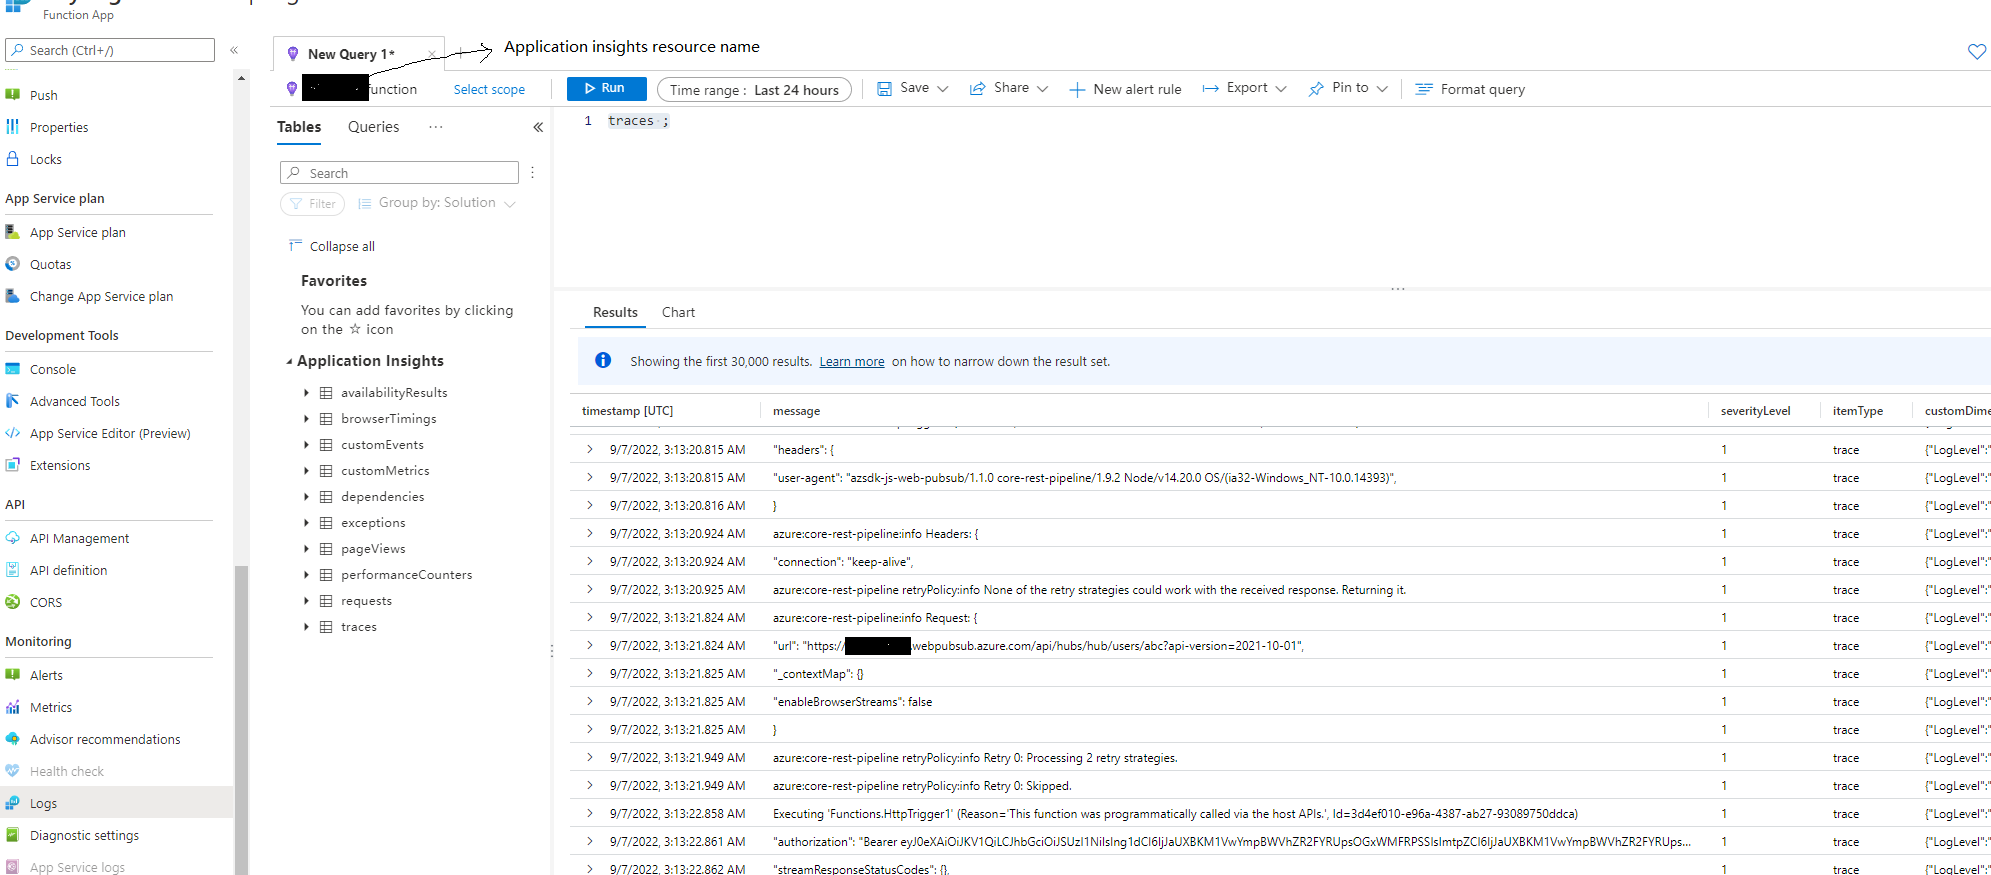 Function App
Search (Ctrl+/)
«
Push
Properties
Locks
App Service plan
App Service plan
Quotas
Change App Service plan
Development Tools
Console
Advanced Tools
App Service Editor (Preview)
Extensions
API
API Management
API definition
CORS
Monitoring
Alerts
Metrics
Advisor recommendations
Health check
Logs
Diagnostic settings
App Service logs
New Query 1*
Application insights resource name
function
Select scope
Run
Time range : Last 24 hours
Save
Share
New alert rule
Export
Pin to
Format query
Tables
Queries
...
«
Search
Filter
Group by: Solution
Collapse all
Favorites
You can add favorites by clicking
on the ☆ icon
Application Insights
availabilityResults
browserTimings
customEvents
customMetrics
dependencies
exceptions
pageViews
performanceCounters
requests
traces
1 traces ;
Results
Chart
Showing the first 30,000 results. Learn more on how to narrow down the result set.
timestamp [UTC] message severityLevel itemType customDime
9/7/2022, 3:13:20.815 AM "headers": { 1 trace {"LogLevel":"
9/7/2022, 3:13:20.815 AM "user-agent": "azsdk-js-web-pubsub/1.1.0 core-rest-pipeline/1.9.2 Node/v14.20.0 OS/(ia32-Windows_NT-10.0.14393)", 1 trace {"LogLevel":"
9/7/2022, 3:13:20.816 AM } 1 trace {"LogLevel":"
9/7/2022, 3:13:20.924 AM azure:core-rest-pipeline:info Headers: { 1 trace {"LogLevel":"
9/7/2022, 3:13:20.924 AM "connection": "keep-alive", 1 trace {"LogLevel":"
9/7/2022, 3:13:20.925 AM azure:core-rest-pipeline retryPolicy:info None of the retry strategies could work with the received response. Returning it. 1 trace {"LogLevel":"
9/7/2022, 3:13:21.824 AM azure:core-rest-pipeline:info Request: { 1 trace {"LogLevel":"
9/7/2022, 3:13:21.824 AM "url": "https:// .webpubsub.azure.com/api/hubs/hub/users/abc?api-version=2021-10-01", 1 trace {"LogLevel":"
9/7/2022, 3:13:21.825 AM "_contextMap": {} 1 trace {"LogLevel":"
9/7/2022, 3:13:21.825 AM "enableBrowserStreams": false 1 trace {"LogLevel":"
9/7/2022, 3:13:21.825 AM } 1 trace {"LogLevel":"
9/7/2022, 3:13:21.949 AM azure:core-rest-pipeline retryPolicy:info Retry 0: Processing 2 retry strategies. 1 trace {"LogLevel":"
9/7/2022, 3:13:21.949 AM azure:core-rest-pipeline retryPolicy:info Retry 0: Skipped. 1 trace {"LogLevel":"
9/7/2022, 3:13:22.858 AM Executing 'Functions.HttpTrigger1' (Reason='This function was programmatically called via the host APIs.', Id=3d4ef010-e96a-4387-ab27-93089750ddca) 1 trace {"LogLevel":"
9/7/2022, 3:13:22.861 AM "authorization": "Bearer 1 trace {"LogLevel":"
9/7/2022, 3:13:22.862 AM "streamResponseStatusCodes": {}, 1 trace {"LogLevel":"